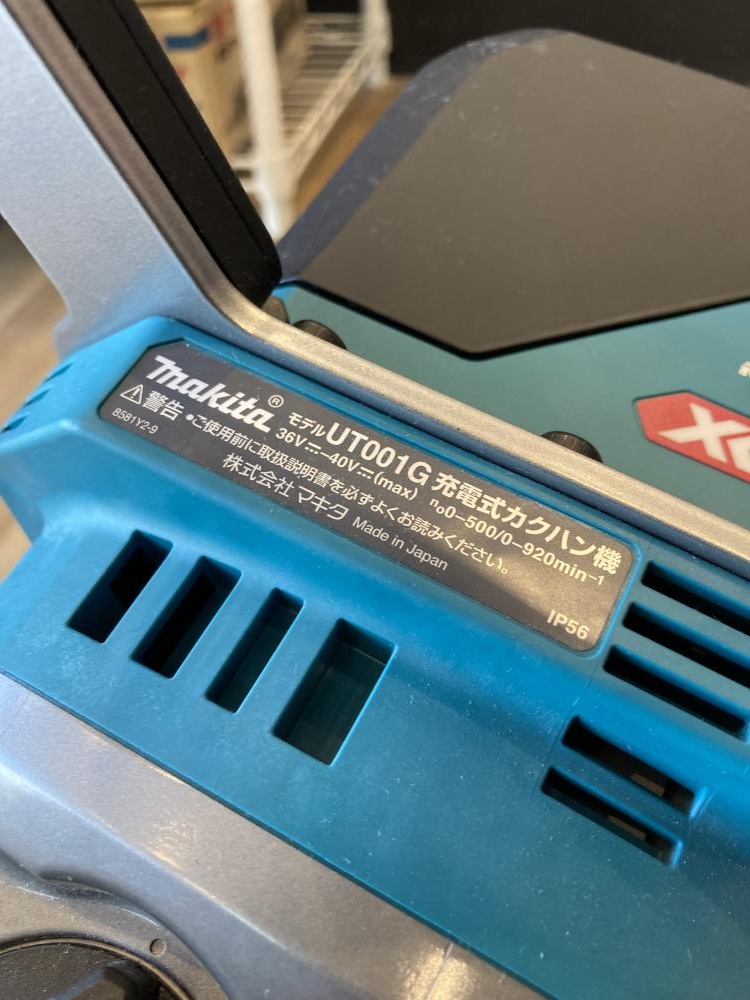 makita® モデル UT001G 充電式カクハン機
36V⎓-40V⎓(max) n₀0-500/0-920min⁻¹
⚠警告 ●ご使用前に取扱説明書を必ずよくお読みください。
8581Y2-9 株式会社 マキタ Made in Japan IP56